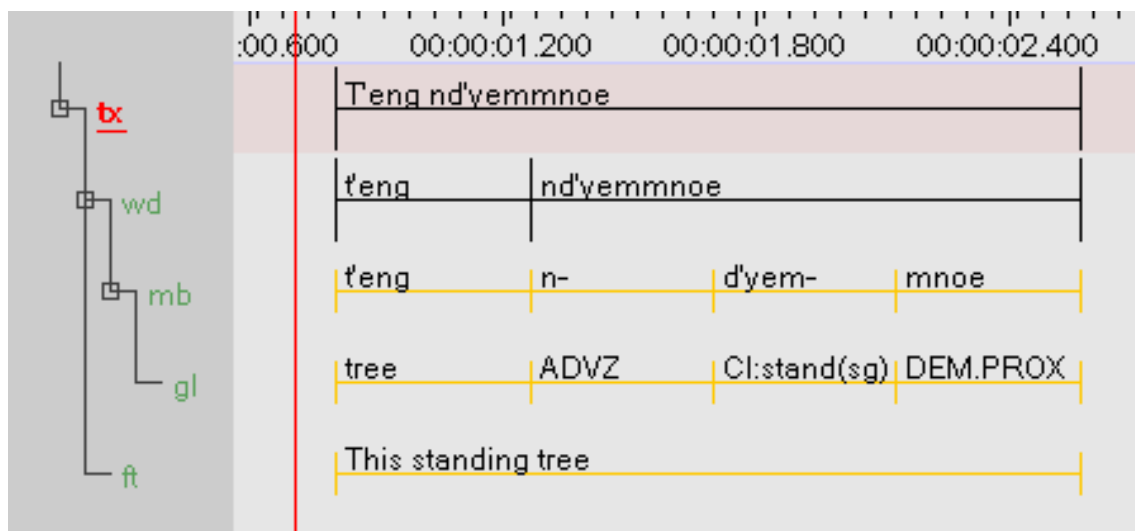 :00.600 00:00:01.200 00:00:01.800 00:00:02.400
tx T'eng nd'yemmnoe
wd t'eng nd'yemmnoe
mb t'eng n- d'yem- mnoe
gl tree ADVZ Cl:stand(sg) DEM.PROX
ft This standing tree